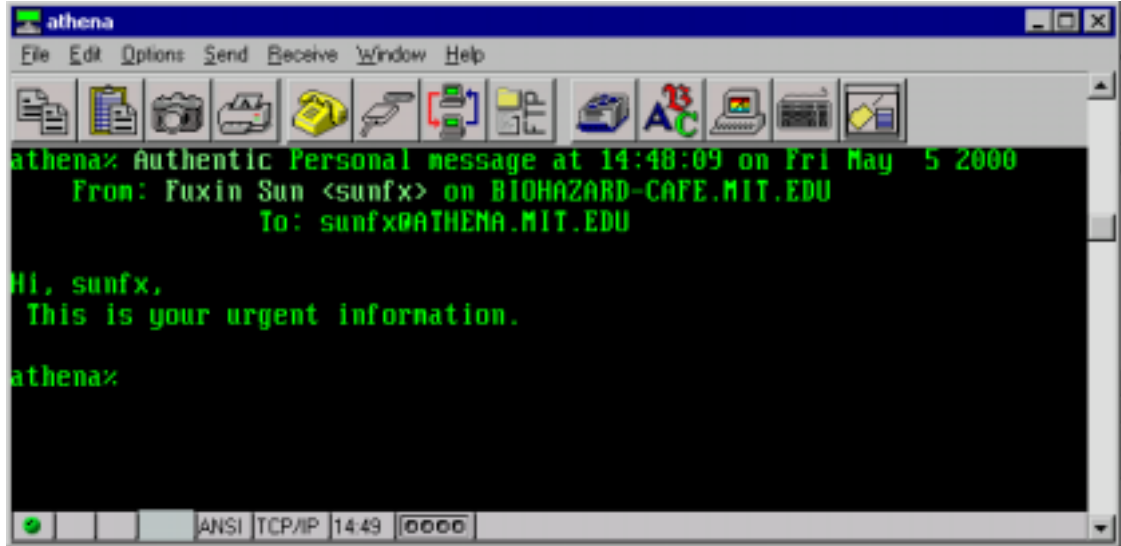 athena
File Edit Options Send Receive Window Help
athena% Authentic Personal message at 14:48:09 on Fri May  5 2000
From: Fuxin Sun <sunfx> on BIOHAZARD-CAFE.MIT.EDU
To: sunfx@ATHENA.MIT.EDU
Hi, sunfx,
This is your urgent information.
athena%
ANSI TCP/IP 14:49 0000